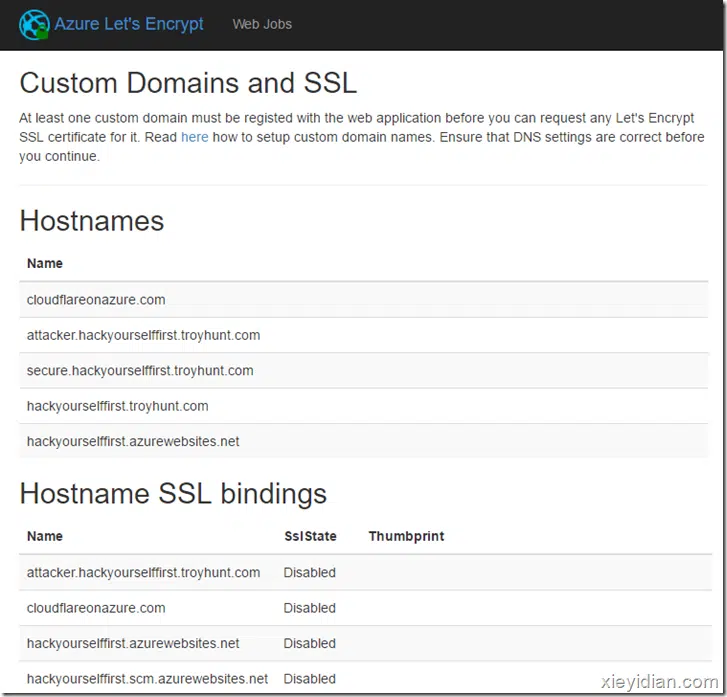 Azure Let's Encrypt Web Jobs
Custom Domains and SSL
At least one custom domain must be registed with the web application before you can request any Let's Encrypt
SSL certificate for it. Read here how to setup custom domain names. Ensure that DNS settings are correct before
you continue.
Hostnames
Name
cloudflareonazure.com
attacker.hackyourselffirst.troyhunt.com
secure.hackyourselffirst.troyhunt.com
hackyourselffirst.troyhunt.com
hackyourselffirst.azurewebsites.net
Hostname SSL bindings
Name SslState Thumbprint
attacker.hackyourselffirst.troyhunt.com Disabled
cloudflareonazure.com Disabled
hackyourselffirst.azurewebsites.net Disabled
hackyourselffirst.scm.azurewebsites.net Disabled
xieyidian.com